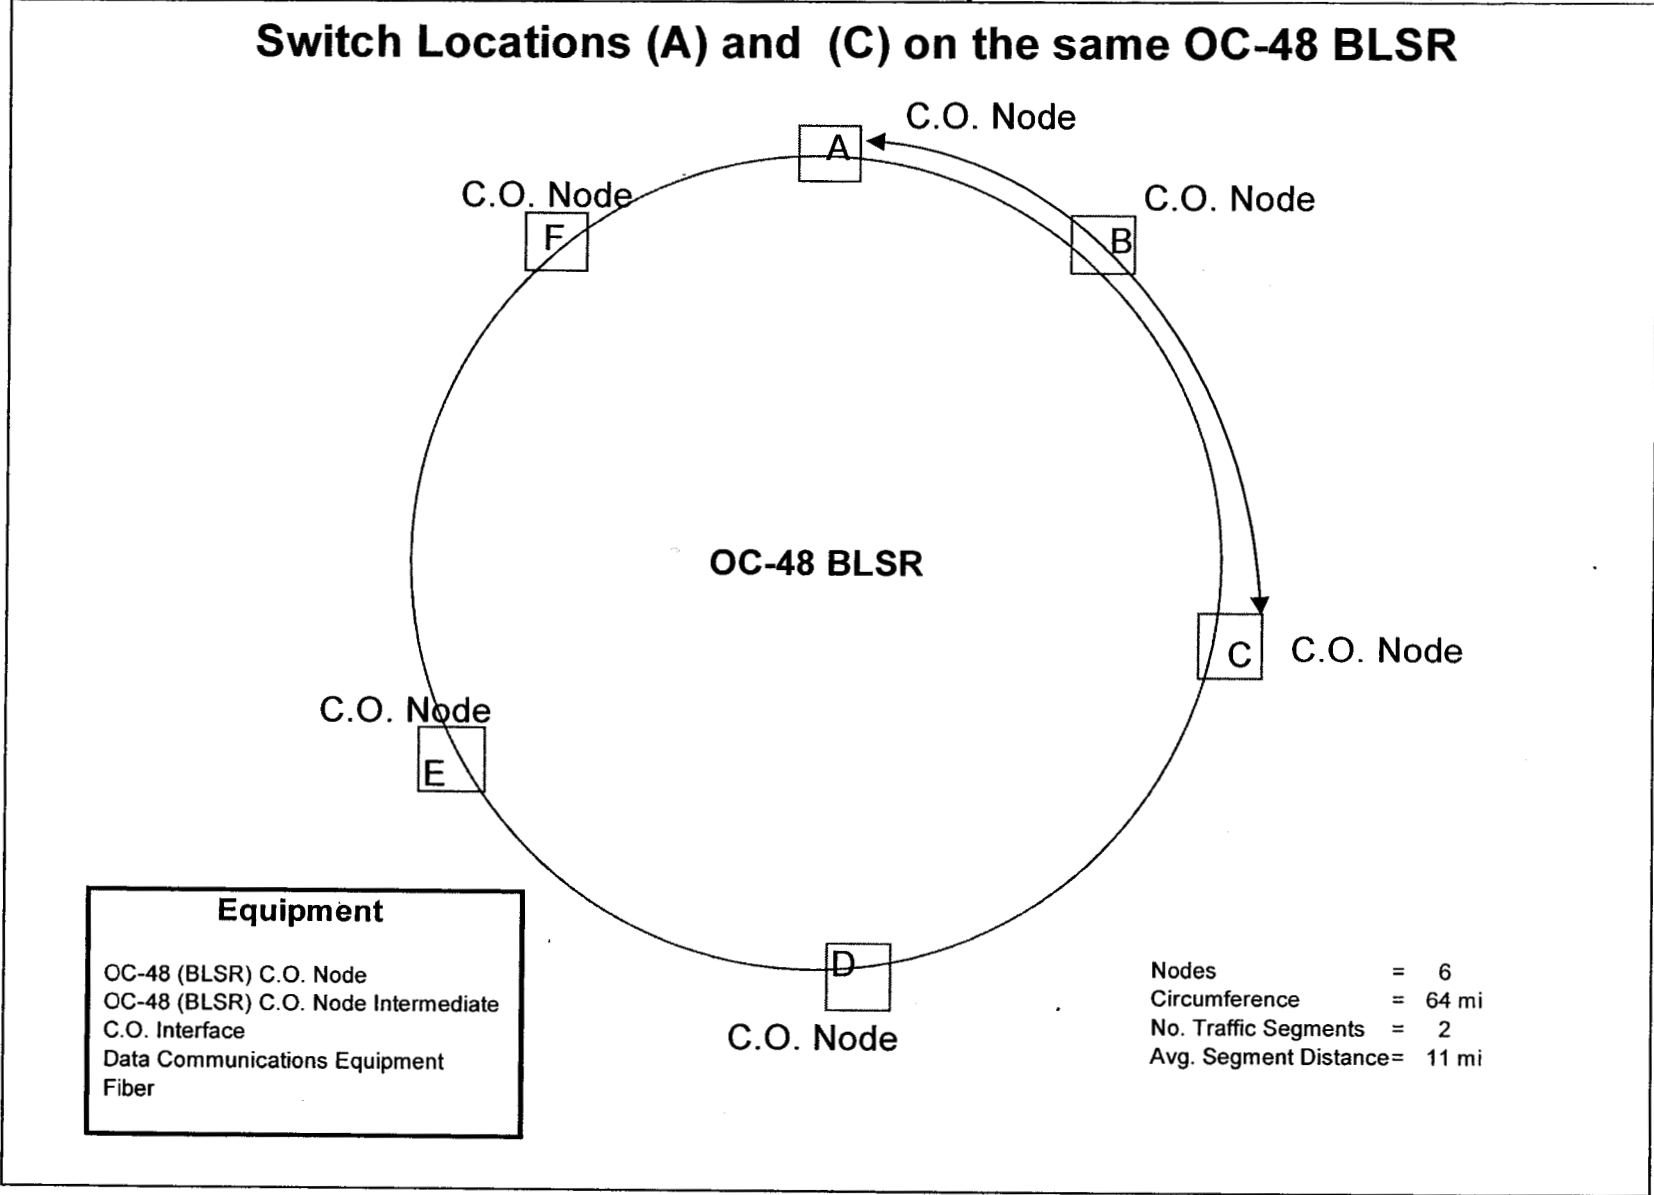 Switch Locations (A) and (C) on the same OC-48 BLSR
C.O. Node
A
C.O. Node
F
C.O. Node
B
OC-48 BLSR
C
C.O. Node
C.O. Node
E
D
C.O. Node
Equipment
OC-48 (BLSR) C.O. Node
OC-48 (BLSR) C.O. Node Intermediate
C.O. Interface
Data Communications Equipment
Fiber
Nodes = 6
Circumference = 64 mi
No. Traffic Segments = 2
Avg. Segment Distance= 11 mi